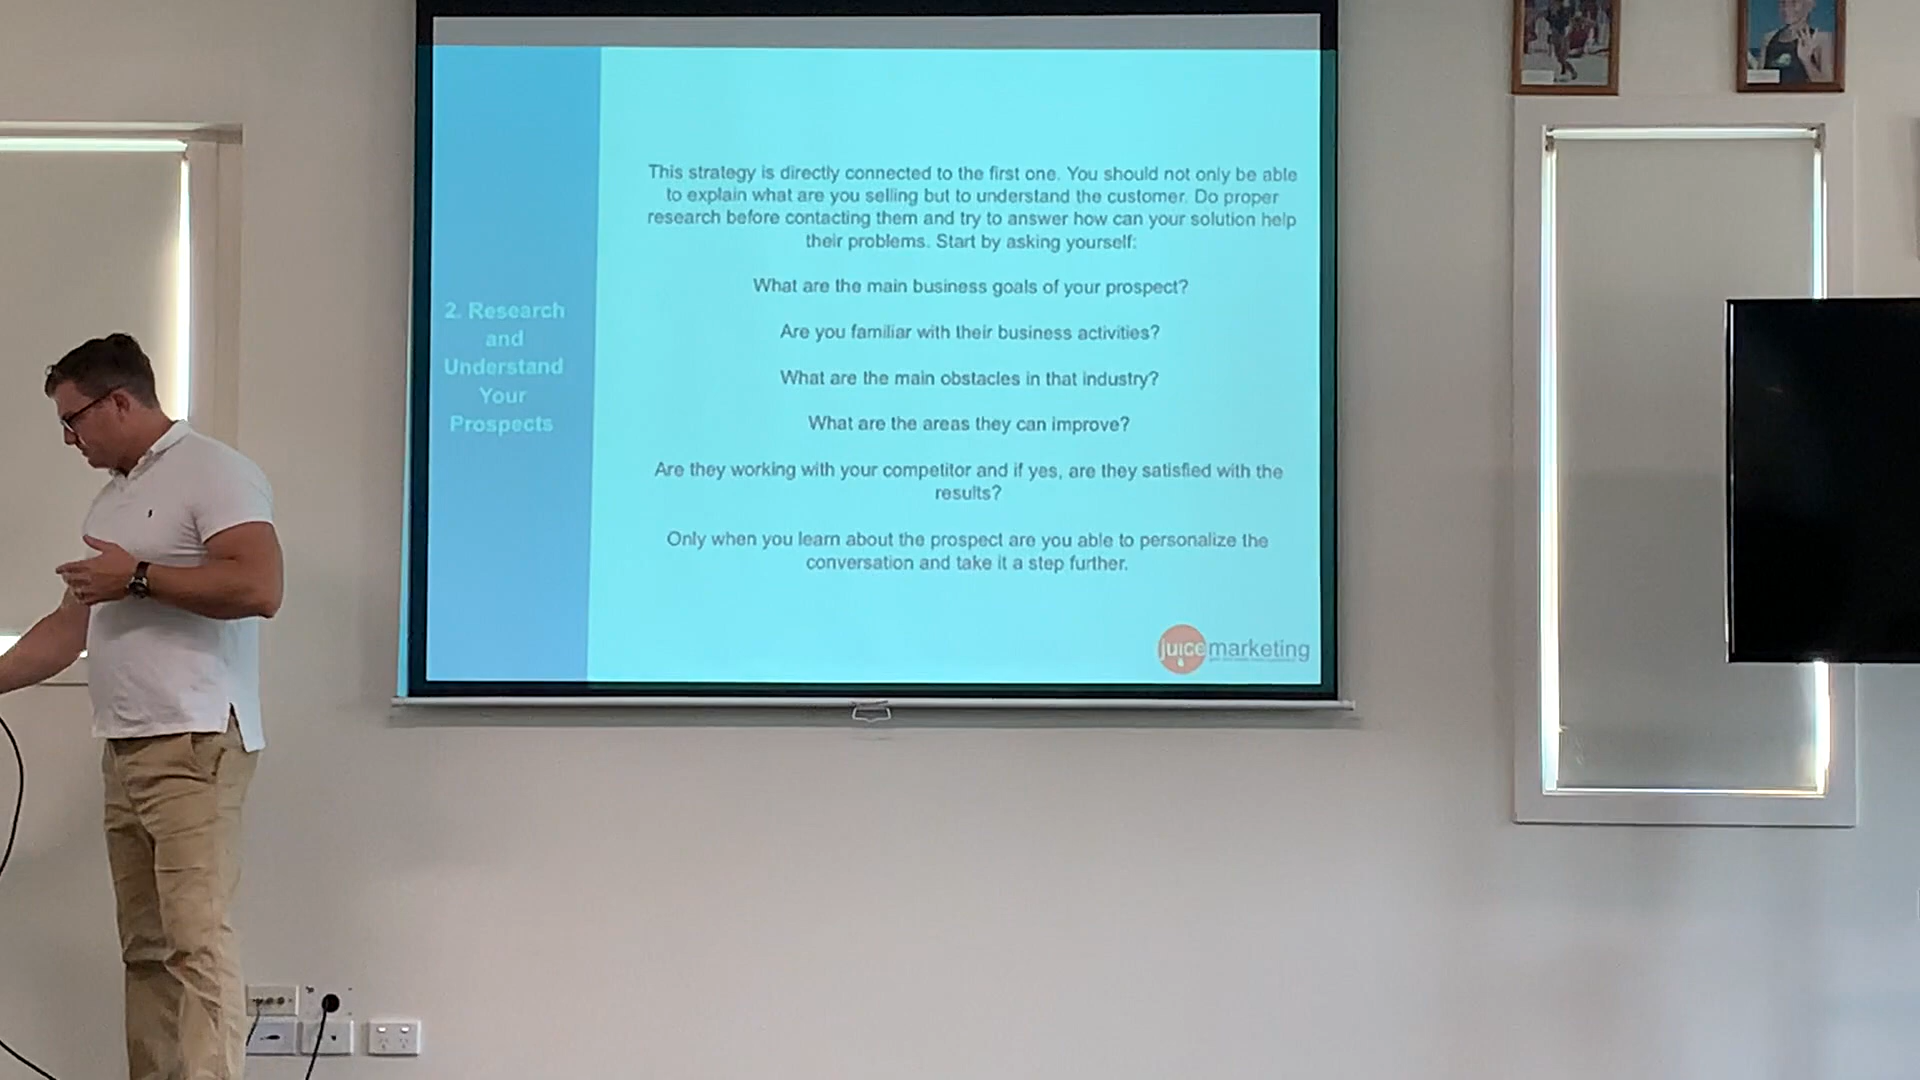 2. Research
and
Understand
Your
Prospects
This strategy is directly connected to the first one. You should not only be able
to explain what are you selling but to understand the customer. Do proper
research before contacting them and try to answer how can your solution help
their problems. Start by asking yourself:
What are the main business goals of your prospect?
Are you familiar with their business activities?
What are the main obstacles in that industry?
What are the areas they can improve?
Are they working with your competitor and if yes, are they satisfied with the
results?
Only when you learn about the prospect are you able to personalize the
conversation and take it a step further.
juicemarketing